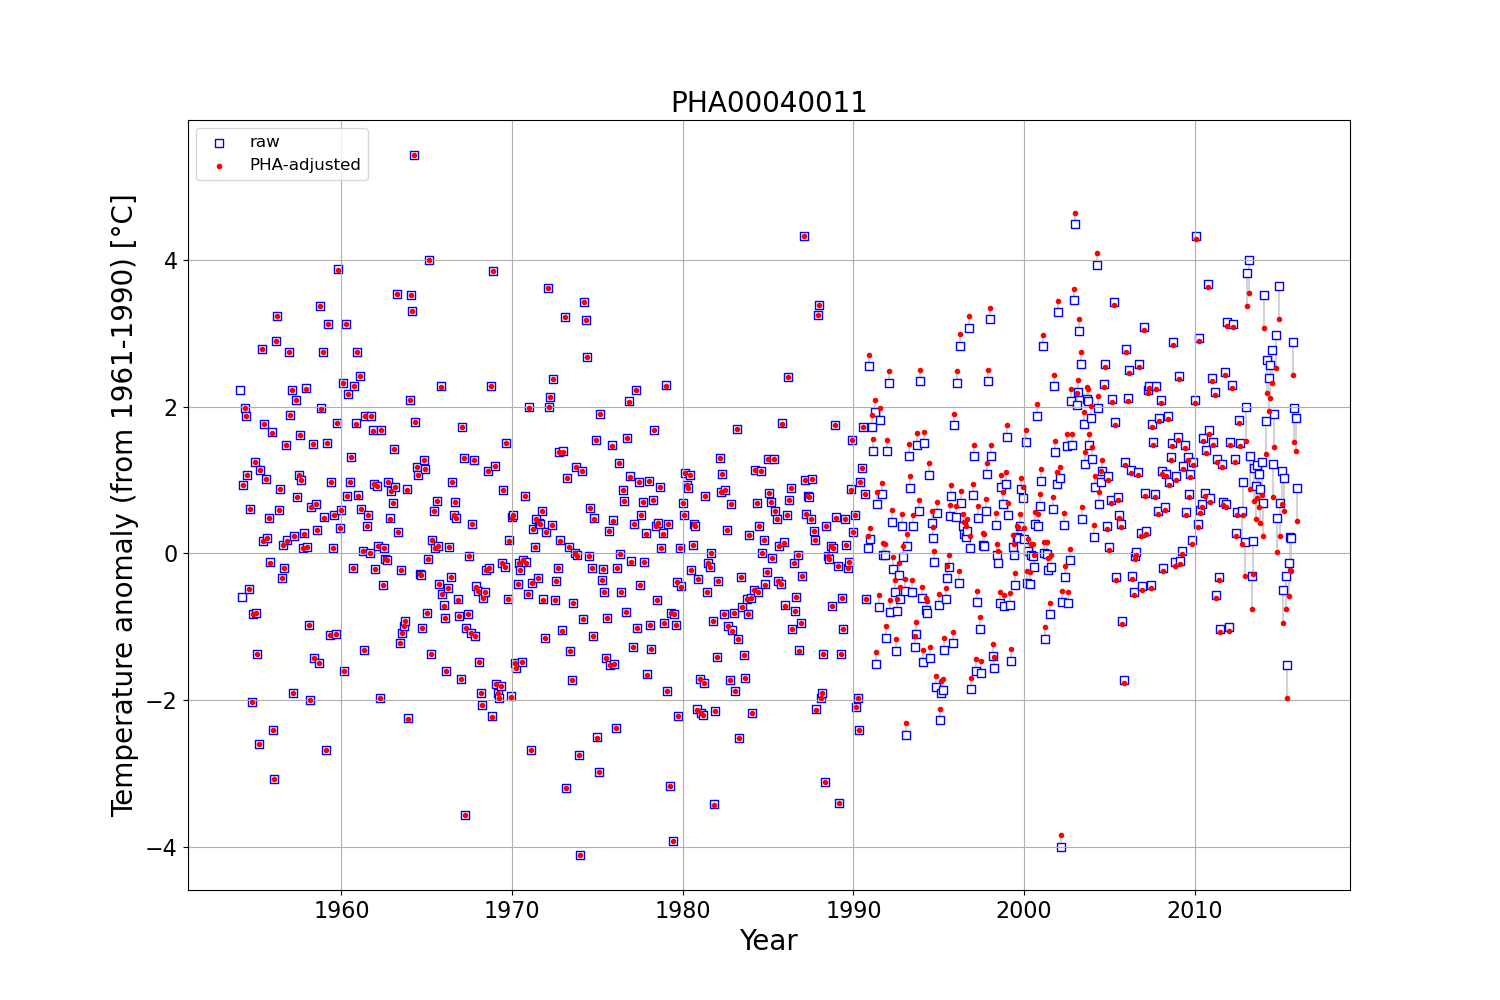 PHA00040011
raw
PHA-adjusted
Temperature anomaly (from 1961-1990) [°C]
4
2
0
−2
−4
1960 1970 1980 1990 2000 2010
Year